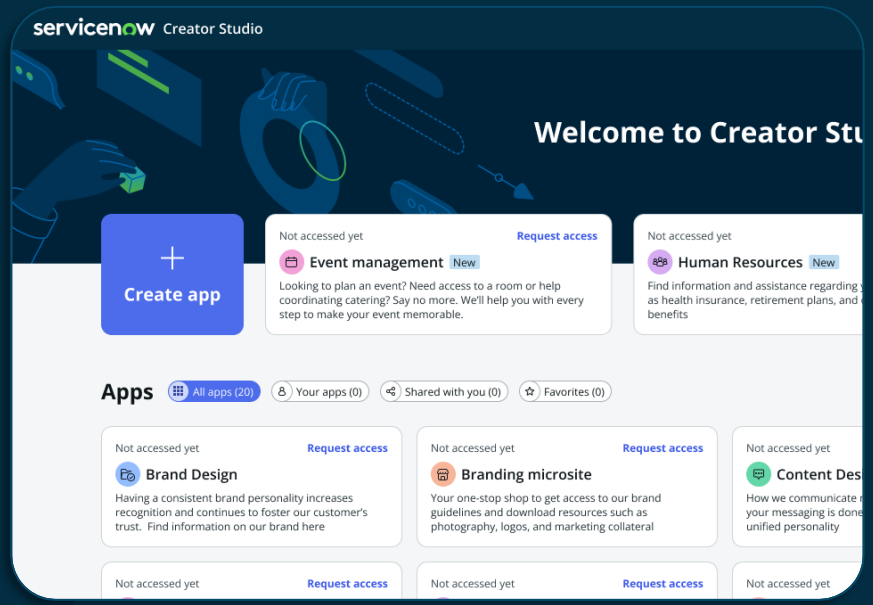 servicenow Creator Studio
Welcome to Creator
Create app
Not accessed yet
Request access
Event management New
Looking to plan an event? Need access to a room or help
coordinating catering? Say no more. We'll help you with every
step to make your event memorable.
Not accessed yet
Human Resources New
Find information and assistance regarding
as health insurance, retirement plans, and
benefits
Apps
All apps (20)
Your apps (0)
Shared with you (0)
Favorites (0)
Not accessed yet
Request access
Brand Design
Having a consistent brand personality increases
recognition and continues to foster our customer's
trust. Find information on our brand here
Not accessed yet
Request access
Branding microsite
Your one-stop shop to get access to our brand
guidelines and download resources such as
photography, logos, and marketing collateral
Not accessed yet
Content
How we communicate
your messaging is done
unified personality
Not accessed yet
Request access
Not accessed yet
Request access
Not accessed yet